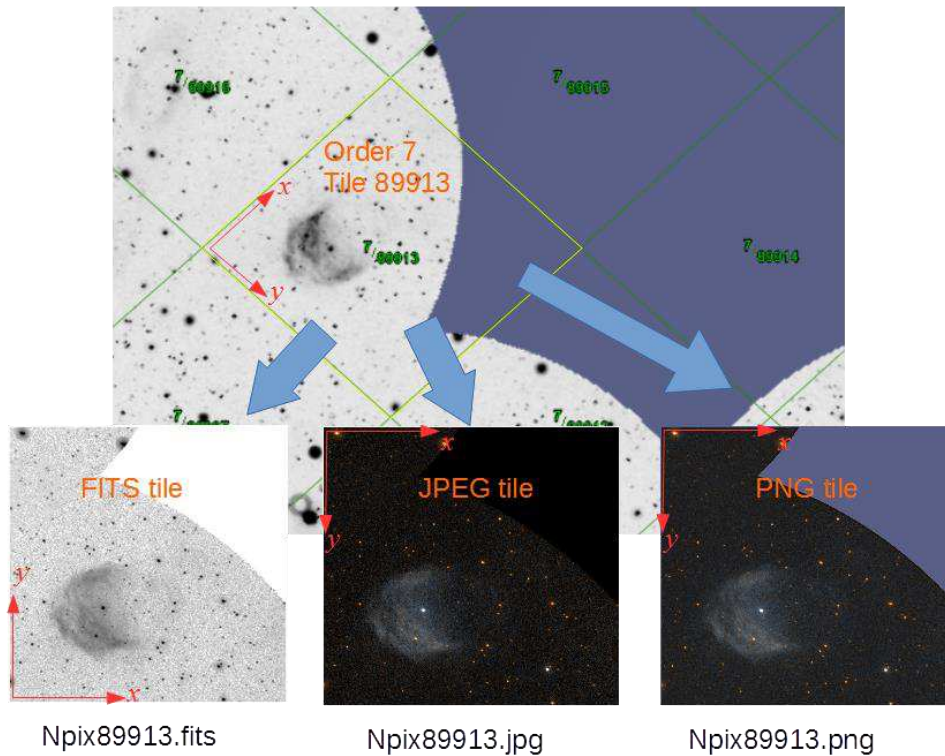 7/89916
7/89915
Order 7
Tile 89913
x
7/89913
7/89914
y
FITS tile
x
JPEG tile
x
PNG tile
y
y
y
x
Npix89913.fits
Npix89913.jpg
Npix89913.png